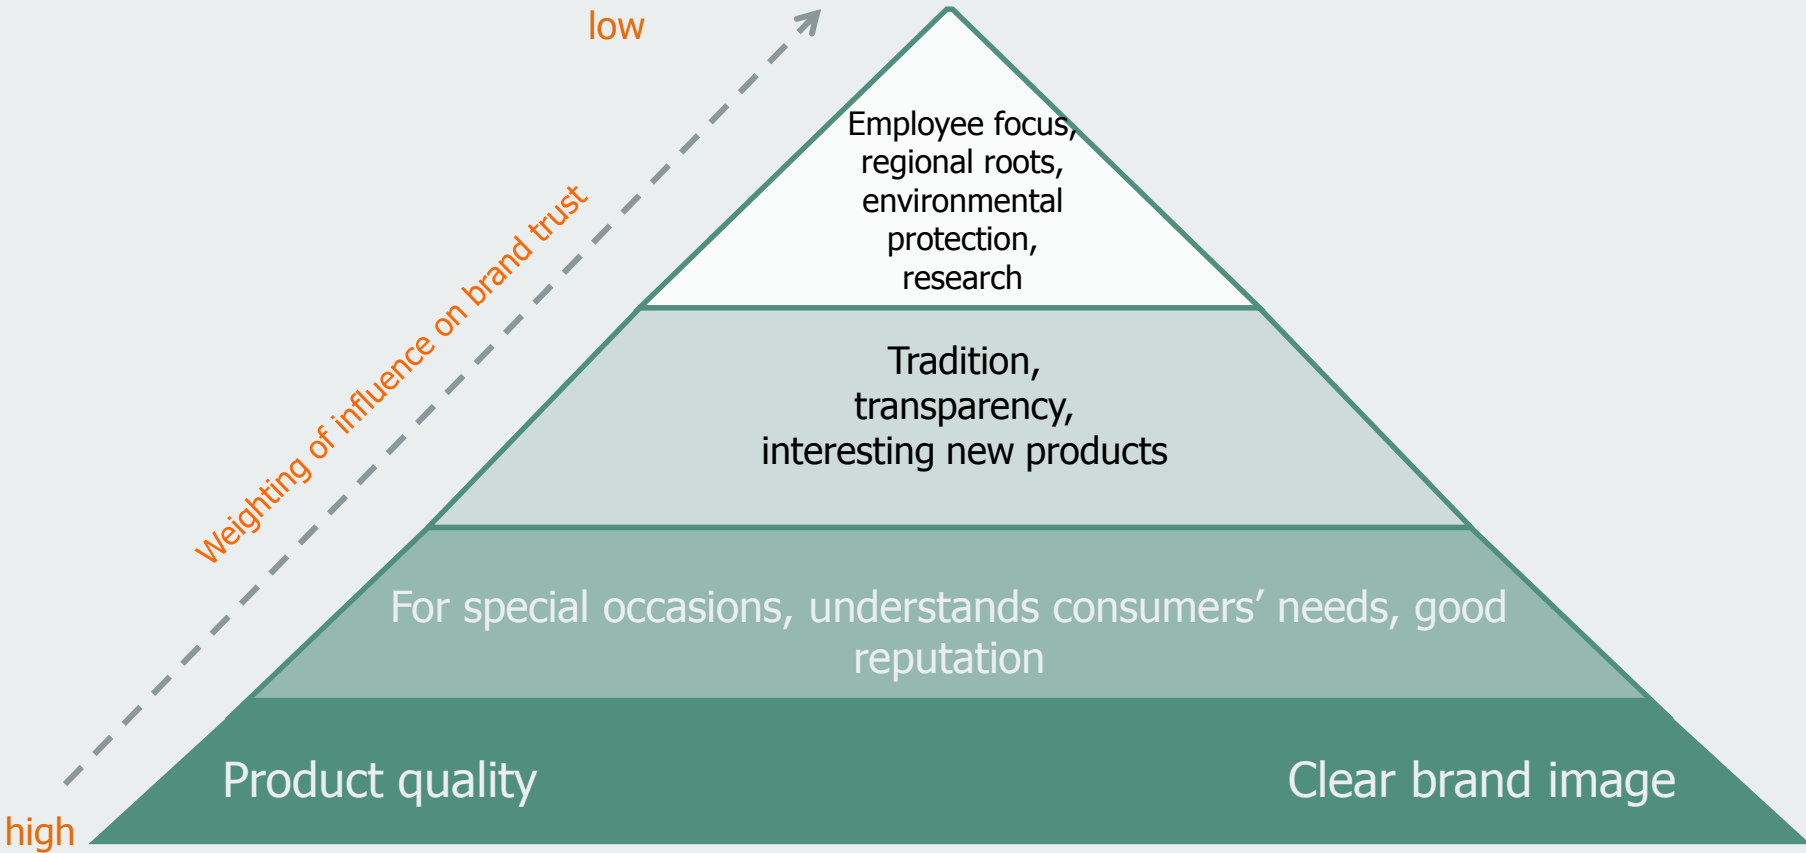 low
Employee focus,
regional roots,
environmental
protection,
research
Weighting of influence on brand trust
Tradition,
transparency,
interesting new products
For special occasions, understands consumers’ needs, good
reputation
Product quality
Clear brand image
high